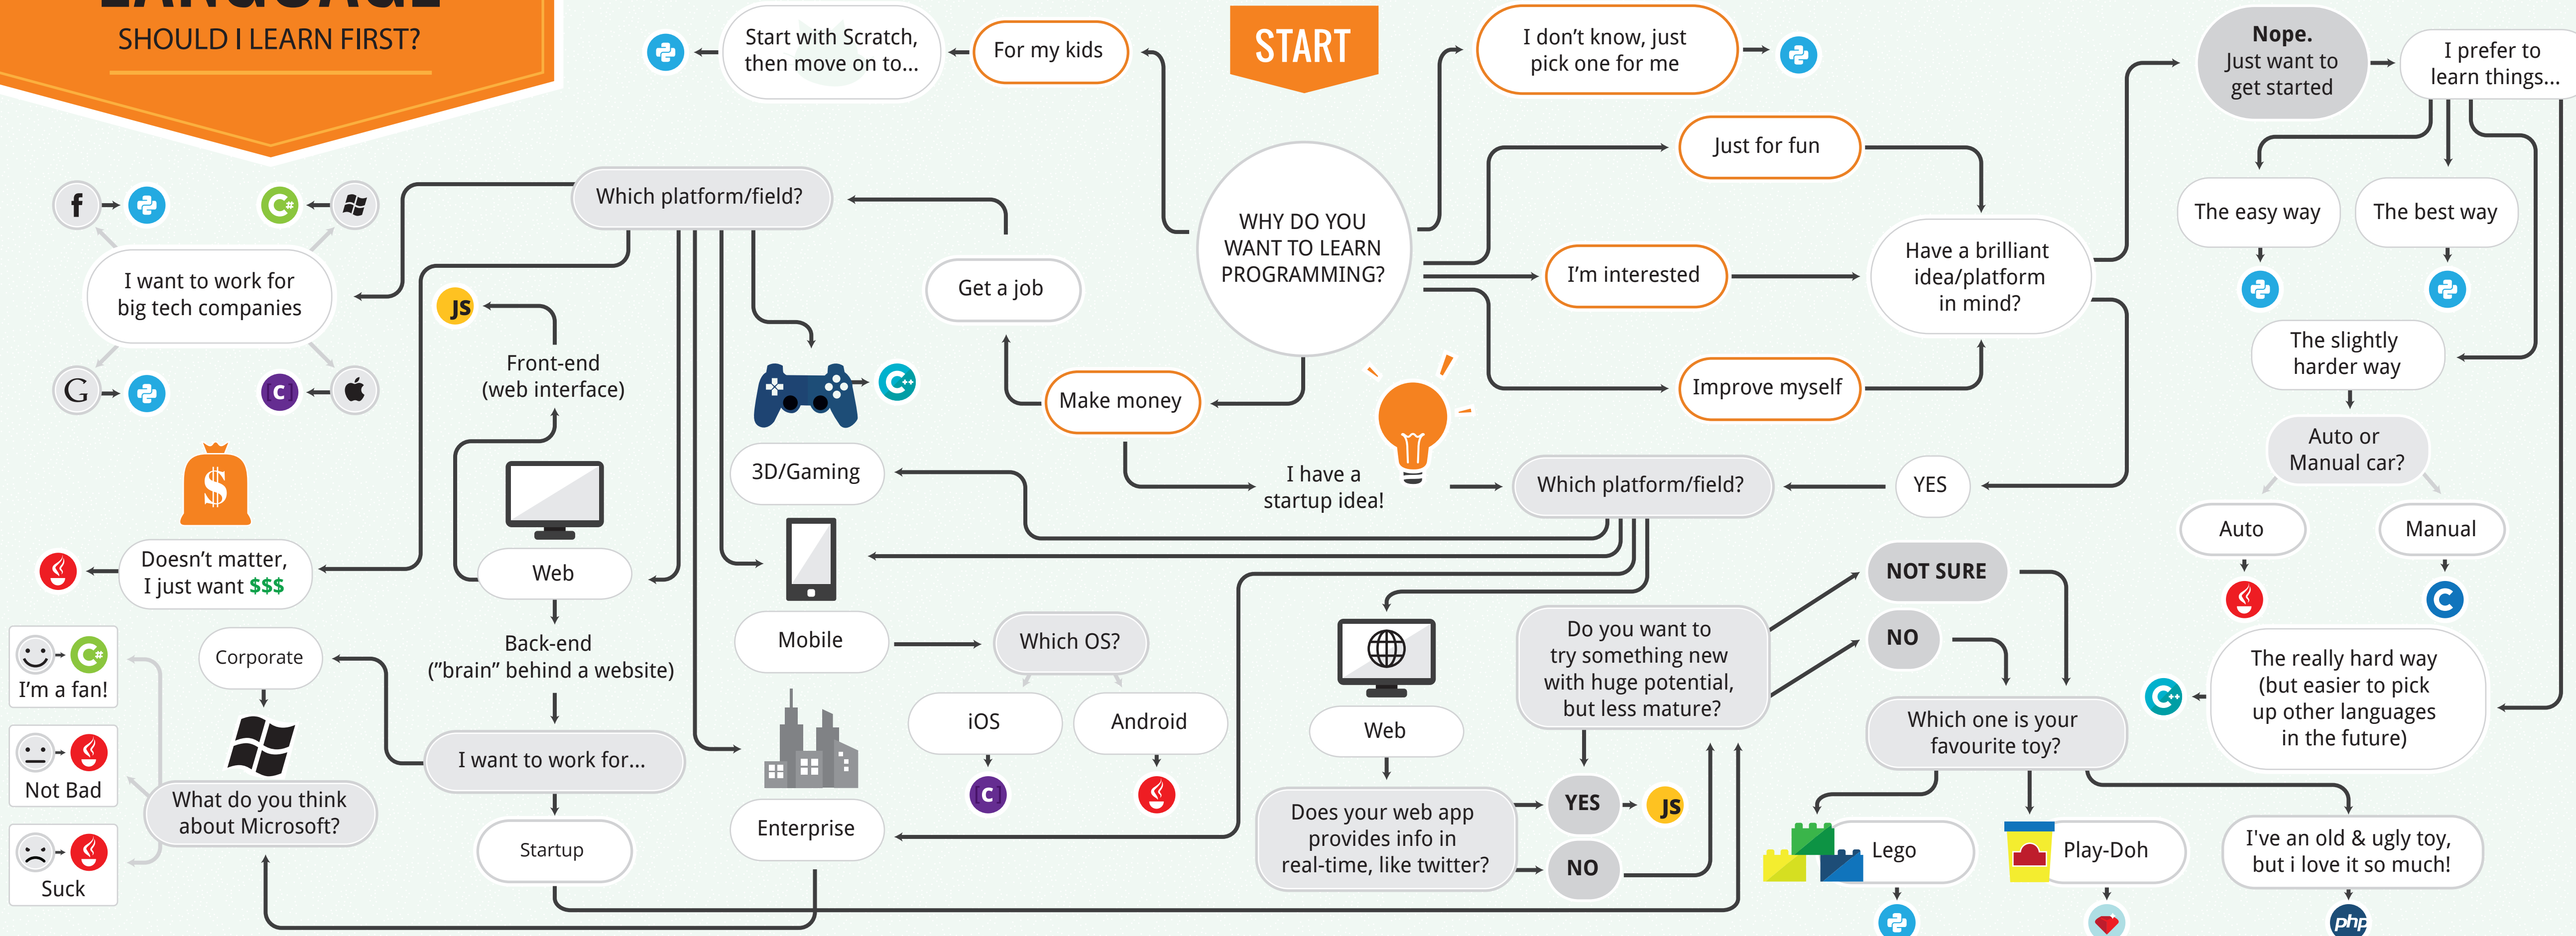 LANGUAGE
SHOULD I LEARN FIRST?
START
WHY DO YOU
WANT TO LEARN
PROGRAMMING?
For my kids
Start with Scratch,
then move on to...
I don't know, just
pick one for me
Just for fun
I'm interested
Improve myself
Have a brilliant
idea/platform
in mind?
Nope.
Just want to
get started
I prefer to
learn things...
The easy way
The best way
The slightly
harder way
Auto or
Manual car?
Auto
Manual
C
The really hard way
(but easier to pick
up other languages
in the future)
C++
YES
Which platform/field?
Make money
I have a
startup idea!
Get a job
Which platform/field?
I want to work for
big tech companies
f
C#
G
[C]
$
Doesn't matter,
I just want $$$
JS
Front-end
(web interface)
Web
Back-end
("brain" behind a website)
I want to work for...
Corporate
What do you think
about Microsoft?
C#
I'm a fan!
Not Bad
Suck
Startup
C++
3D/Gaming
Mobile
Which OS?
iOS
Android
[C]
Enterprise
Web
Does your web app
provides info in
real-time, like twitter?
YES
JS
NO
Do you want to
try something new
with huge potential,
but less mature?
NOT SURE
NO
Which one is your
favourite toy?
Lego
Play-Doh
I've an old & ugly toy,
but i love it so much!
php